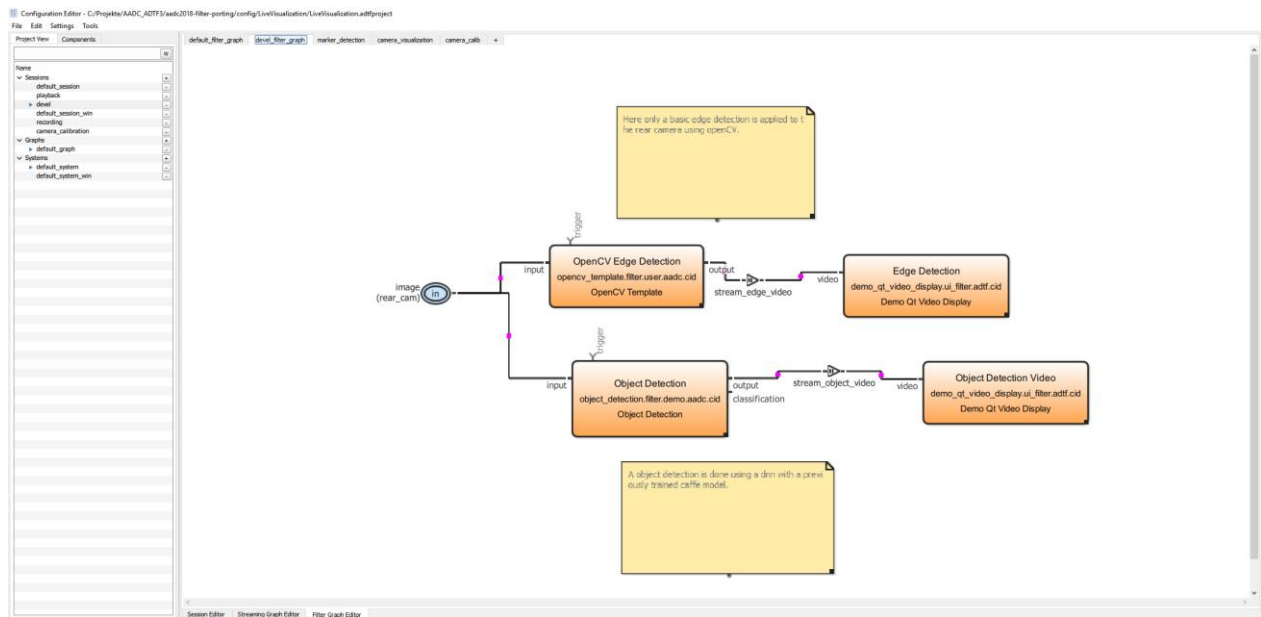 Configuration Editor - C:/Projekte/AADC_ADTF3/aadc2018-filter-porting/config/LiveVisualization/LiveVisualization.adtfproject
File Edit Settings Tools
Project View Components
default_filter_graph devel_filter_graph marker_detection camera_visualization camera_calib +
Name
Sessions
default_session
playback
devel
default_session_win
recording
camera_calibration
Graphs
default_graph
Systems
default_system
default_system_win
Here only a basic edge detection is applied to t
he rear camera using openCV.
trigger
image
(rear_cam)
in
input
OpenCV Edge Detection
opencv_template.filter.user.aadc.cid
OpenCV Template
output
stream_edge_video
video
Edge Detection
demo_qt_video_display.ui_filter.adtf.cid
Demo Qt Video Display
trigger
input
Object Detection
object_detection.filter.demo.aadc.cid
Object Detection
output
classification
stream_object_video
video
Object Detection Video
demo_qt_video_display.ui_filter.adtf.cid
Demo Qt Video Display
A object detection is done using a dnn with a previ
ously trained caffe model.
Session Editor Streaming Graph Editor Filter Graph Editor